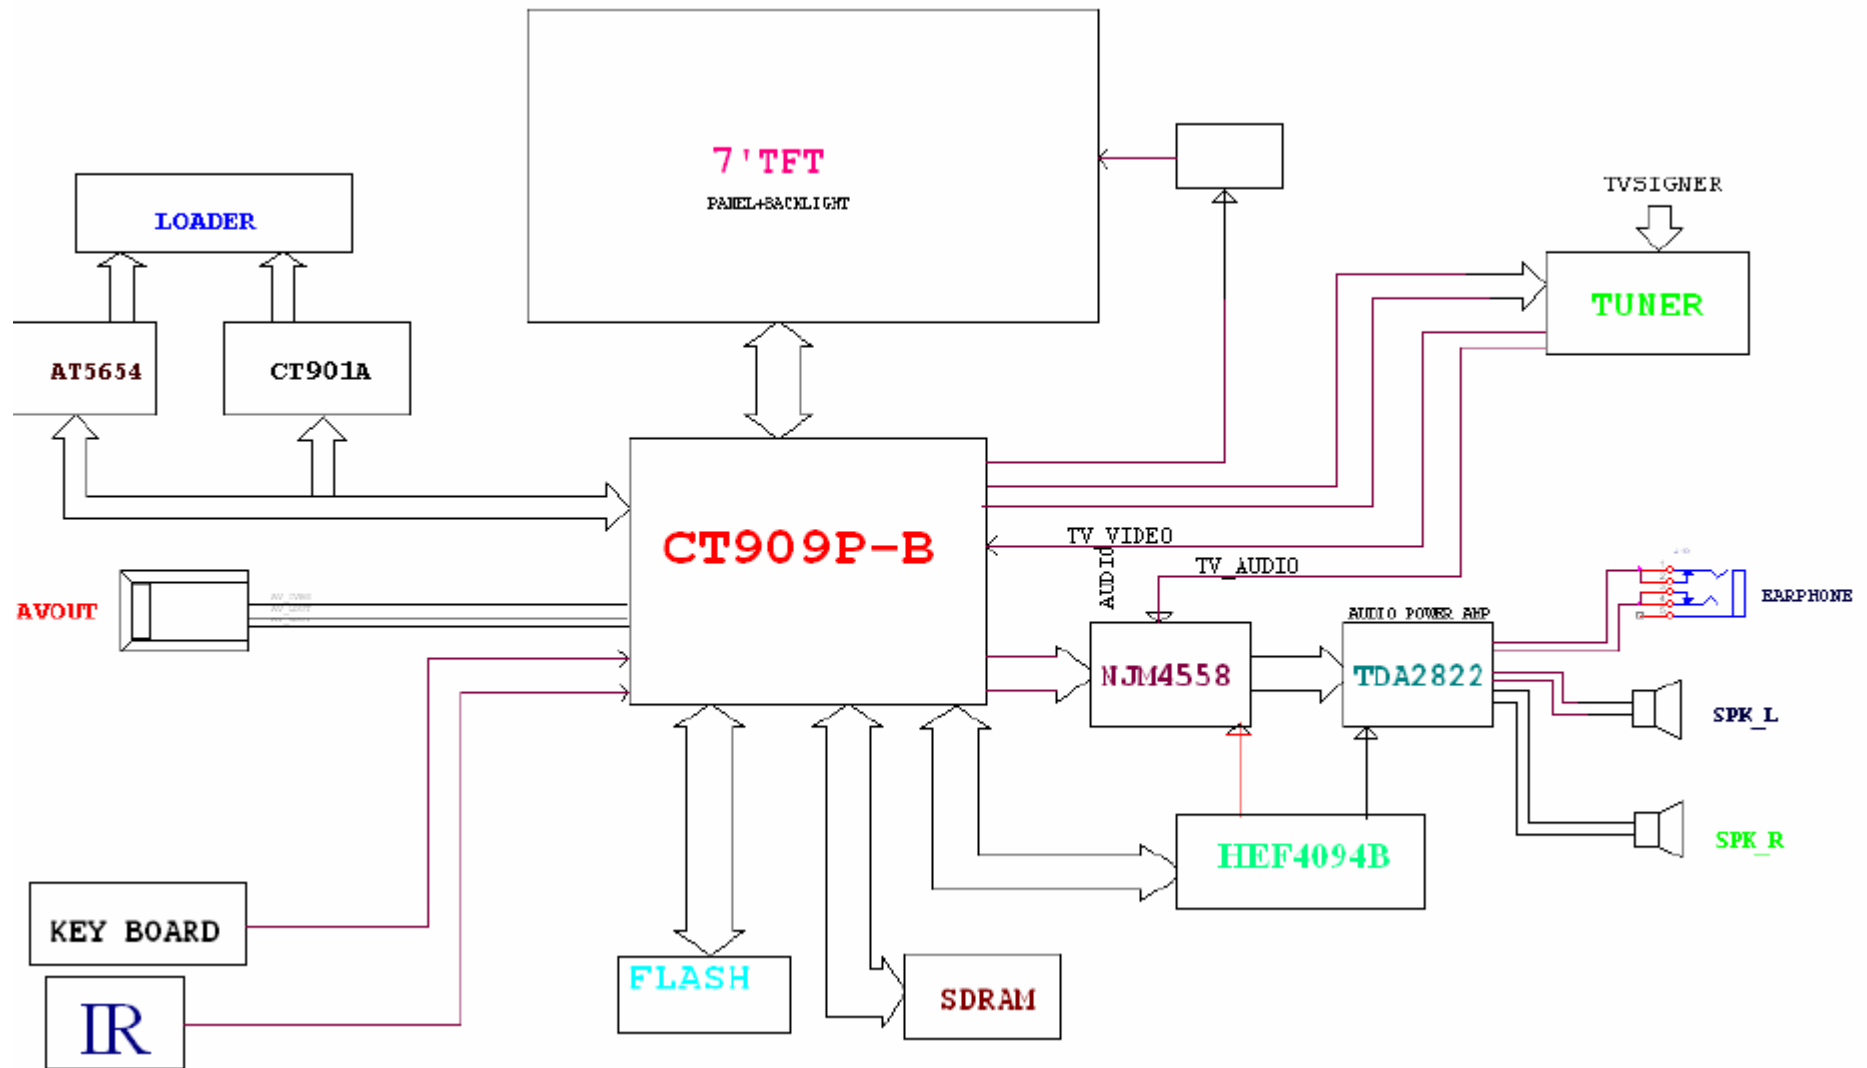 7'TFT
PANEL+BACKLIGHT
TVSIGNER
LOADER
TUNER
AT5654
CT901A
CT909P-B
TV_VIDEO
AUDIO
TV_AUDIO
AVOUT
EARPHONE
AUDIO POWER AMP
NJM4558
TDA2822
SPK_L
SPK_R
HEF4094B
KEY BOARD
FLASH
SDRAM
IR